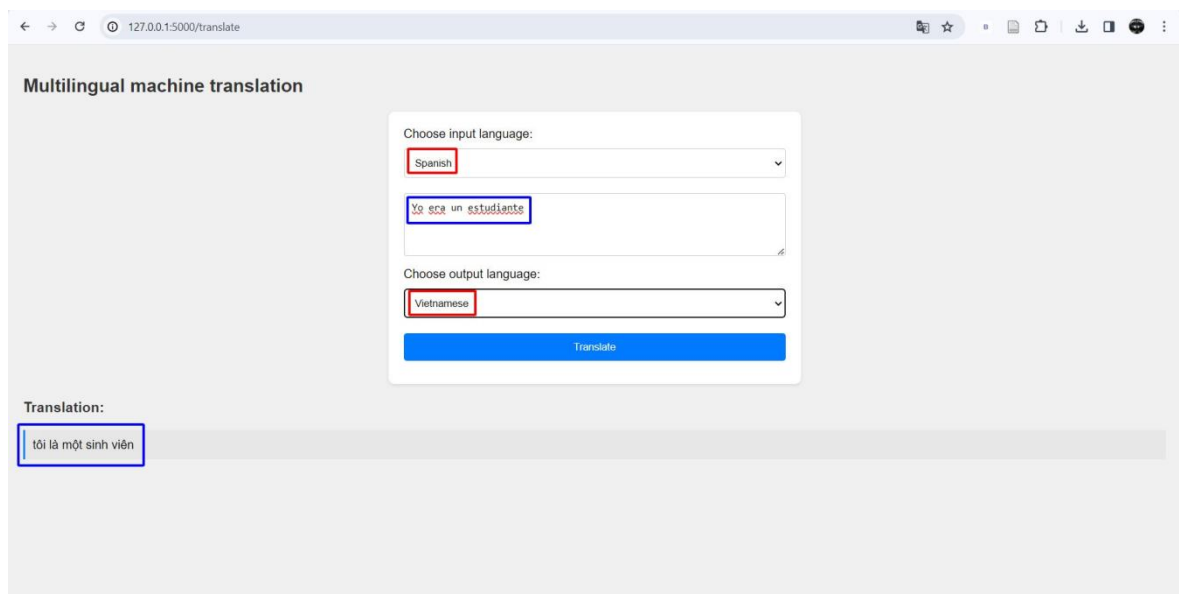 127.0.0.1:5000/translate
Multilingual machine translation
Choose input language:
Spanish
Yo era un estudiante
Choose output language:
Vietnamese
Translate
Translation:
tôi là một sinh viên